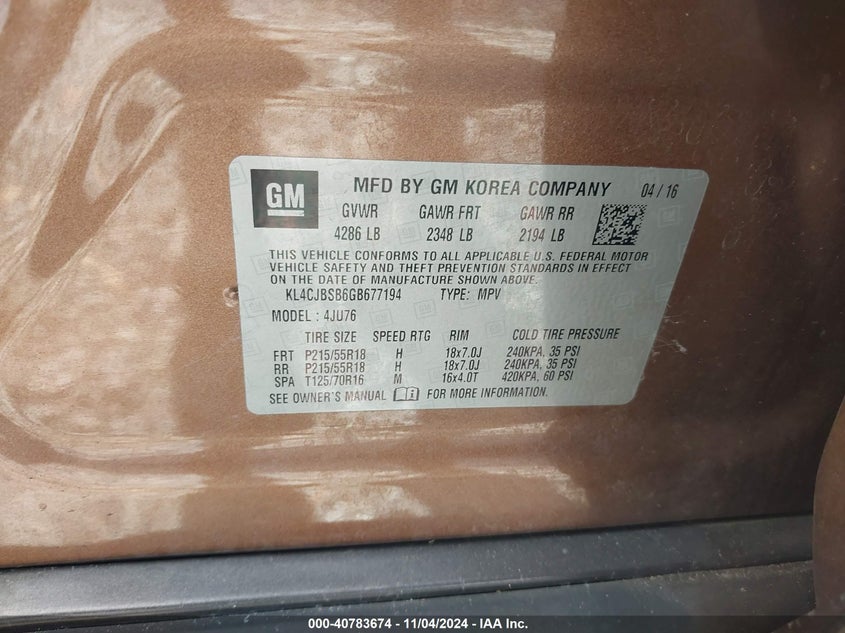 GM MFD BY GM KOREA COMPANY 04 / 16
GVWR GAWR FRT GAWR RR
4286 LB 2348 LB 2194 LB
THIS VEHICLE CONFORMS TO ALL APPLICABLE U.S. FEDERAL MOTOR
VEHICLE SAFETY AND THEFT PREVENTION STANDARDS IN EFFECT
ON THE DATE OF MANUFACTURE SHOWN ABOVE.
KL4CJBSB6GB677194 TYPE: MPV
MODEL : 4JU76
TIRE SIZE SPEED RTG RIM COLD TIRE PRESSURE
FRT P215/55R18 H 18x7.0J 240KPA, 35 PSI
RR P215/55R18 H 18x7.0J 240KPA, 35 PSI
SPA T125/70R16 M 16x4.0T 420KPA, 60 PSI
SEE OWNER'S MANUAL FOR MORE INFORMATION.
000-40783674 - 11/04/2024 - IAA Inc.